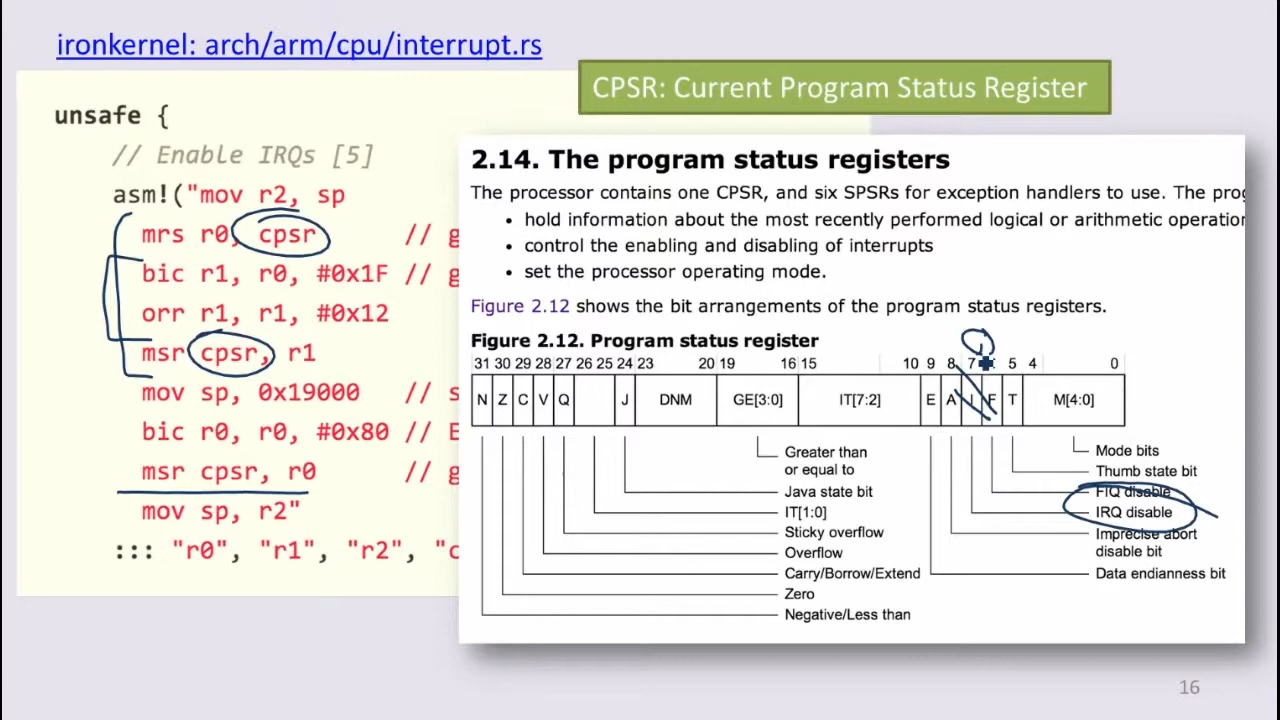 ironkernel: arch/arm/cpu/interrupt.rs
CPSR: Current Program Status Register
unsafe {
// Enable IRQs [5]
asm!("mov r2, sp
mrs r0, cpsr // g
bic r1, r0, #0x1F // g
orr r1, r1, #0x12
msr cpsr, r1
mov sp, 0x19000 // s
bic r0, r0, #0x80 // E
msr cpsr, r0 // g
mov sp, r2"
::: "r0", "r1", "r2", "c
2.14. The program status registers
The processor contains one CPSR, and six SPSRs for exception handlers to use. The prog
• hold information about the most recently performed logical or arithmetic operation
• control the enabling and disabling of interrupts
• set the processor operating mode.
Figure 2.12 shows the bit arrangements of the program status registers.
Figure 2.12. Program status register
31 30 29 28 27 26 25 24 23 20 19 16 15 10 9 8 7 5 4 0
N Z C V Q J DNM GE[3:0] IT[7:2] E A I F T M[4:0]
Greater than
or equal to
Java state bit
IT[1:0]
Sticky overflow
Overflow
Carry/Borrow/Extend
Zero
Negative/Less than
Mode bits
Thumb state bit
FIQ disable
IRQ disable
Imprecise abort
disable bit
Data endianness bit
16